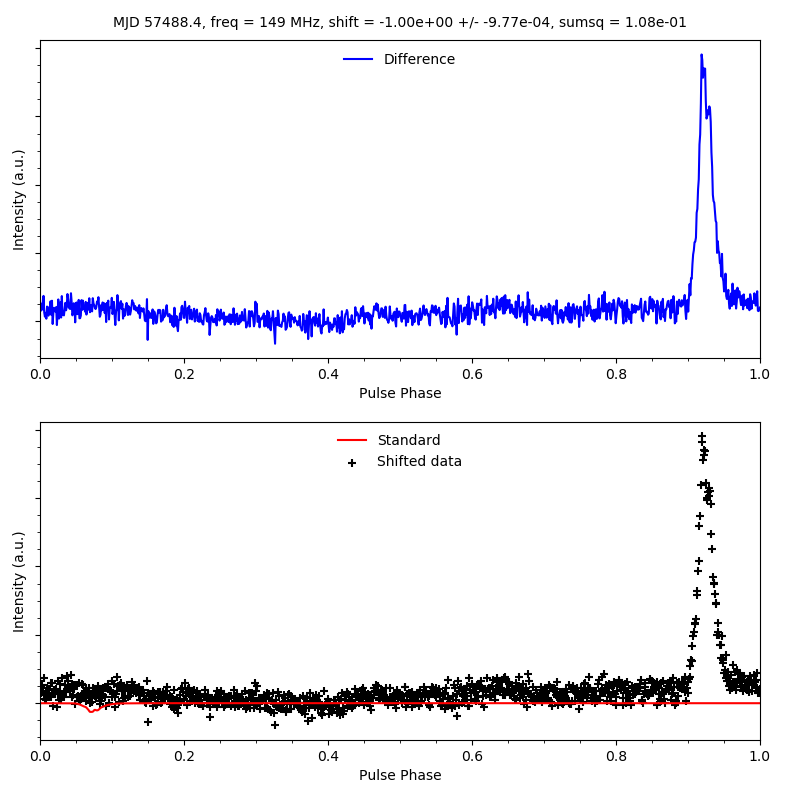 MJD 57488.4, freq = 149 MHz, shift = -1.00e+00 +/- -9.77e-04, sumsq = 1.08e-01
Difference
Intensity (a.u.)
0.0 0.2 0.4 0.6 0.8 1.0
Pulse Phase
Standard
Shifted data
Intensity (a.u.)
0.0 0.2 0.4 0.6 0.8 1.0
Pulse Phase